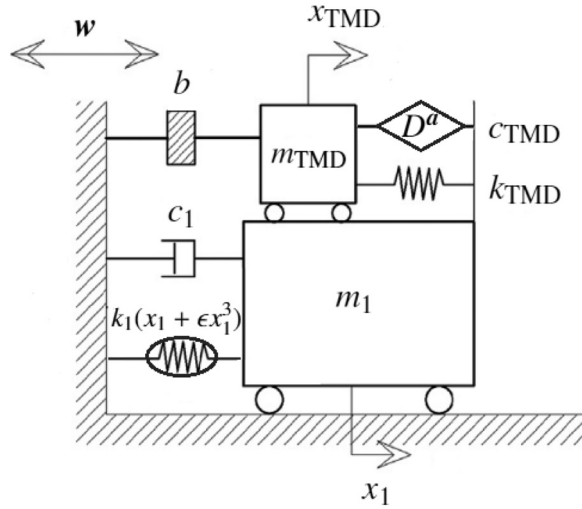 x_TMD
w
b
D^a
c_TMD
m_TMD
k_TMD
c_1
k_1(x_1 + ϵx_1^3)
m_1
x_1